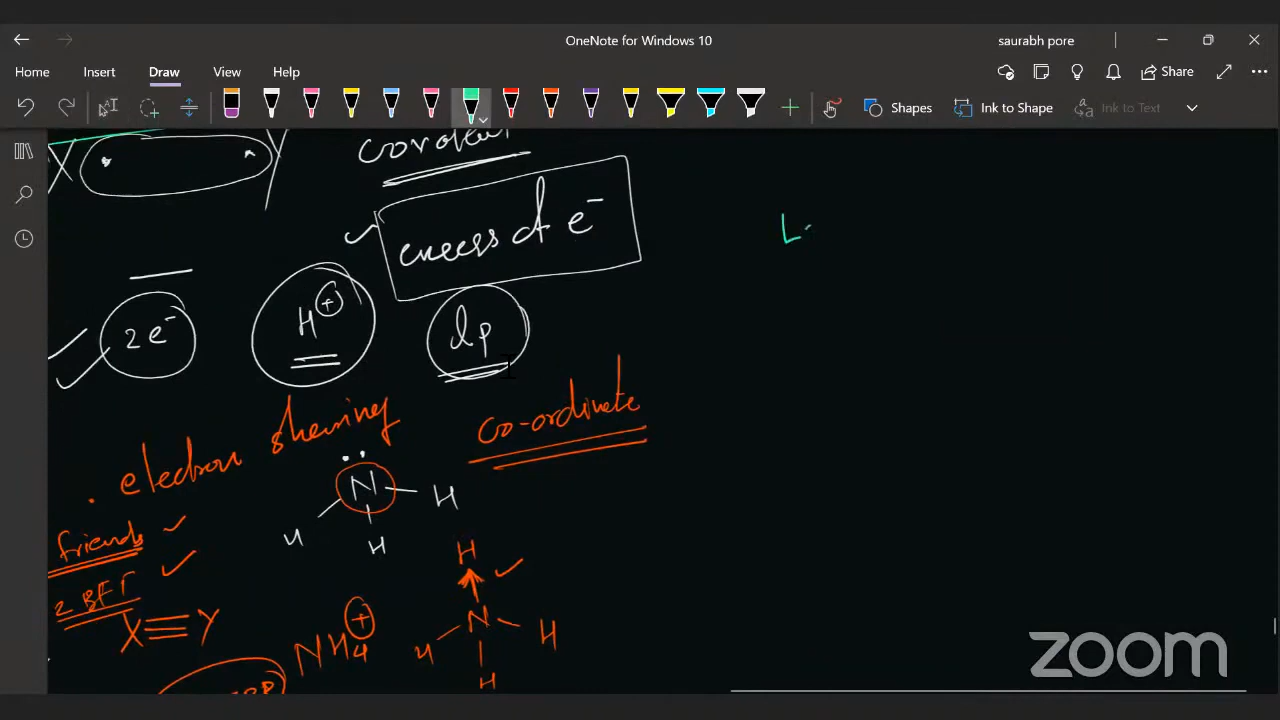 OneNote for Windows 10
saurabh pore
Home Insert Draw View Help
Share
Shapes
Ink to Shape
Ink to Text
X Y
excess of e⁻
L
2e⁻
H⊕
lp
electron sharing
co-ordinate
N H
H H
friends
H
2 BFF
X≡Y
NH₄⊕
N
H H
H
zoom